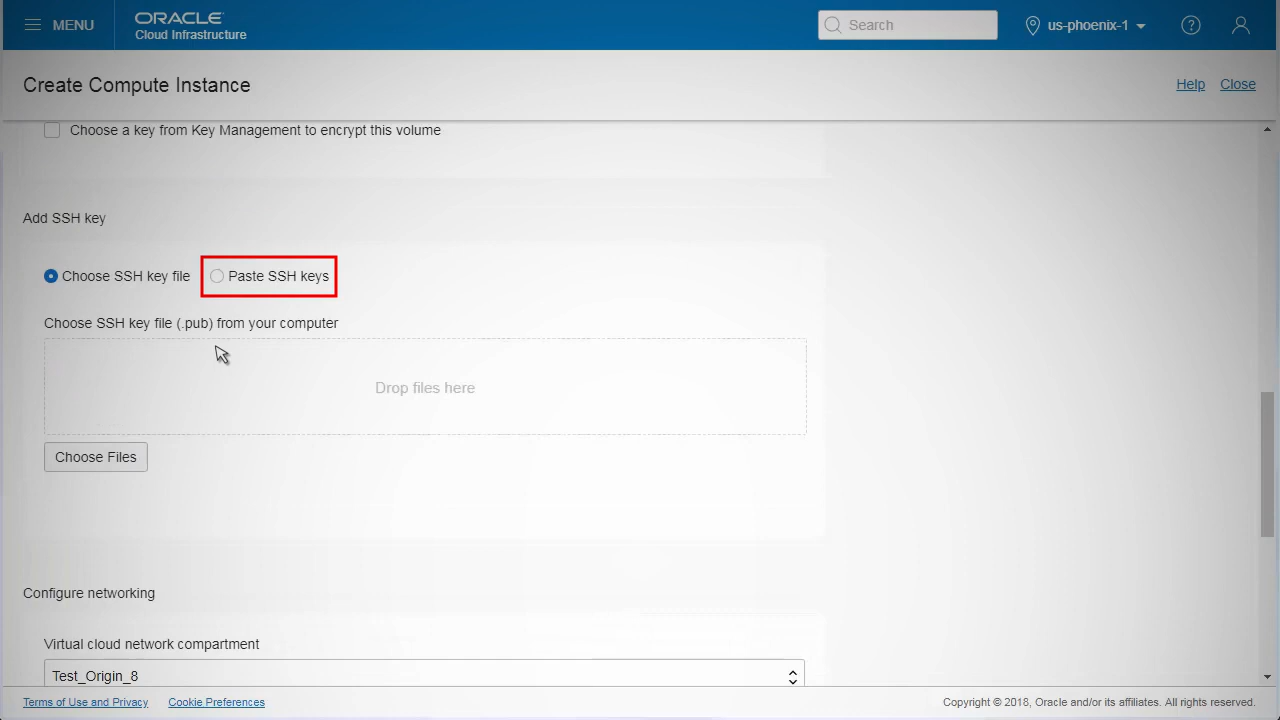 MENU
ORACLE
Cloud Infrastructure
Search
us-phoenix-1
?
Create Compute Instance
Help Close
Choose a key from Key Management to encrypt this volume
Add SSH key
Choose SSH key file Paste SSH keys
Choose SSH key file (.pub) from your computer
Drop files here
Choose Files
Configure networking
Virtual cloud network compartment
Test_Origin_8
Terms of Use and Privacy Cookie Preferences Copyright © 2018, Oracle and/or its affiliates. All rights reserved.